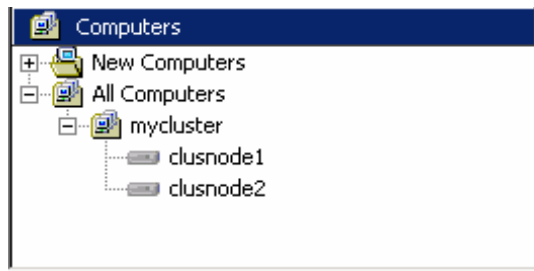 Computers
New Computers
All Computers
mycluster
clusnode1
clusnode2